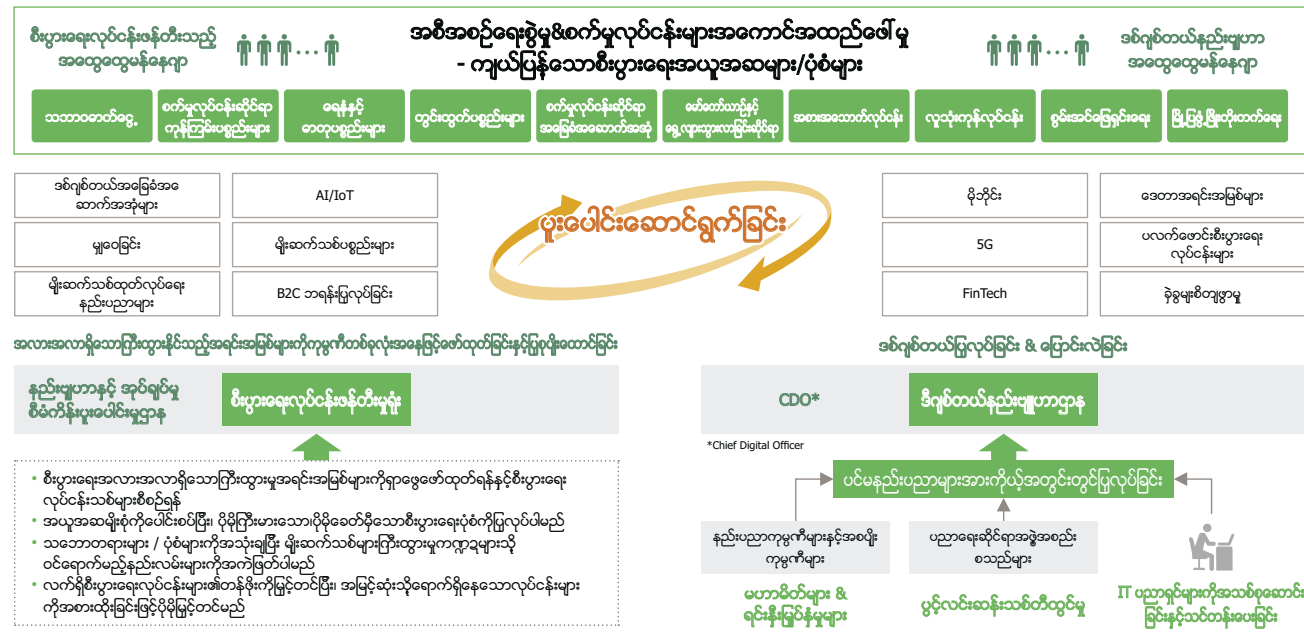 စီးပွားရေးလုပ်ငန်းဖန်တီးသည့်
အထွေထွေမန်နေဂျာ
အစီအစဉ်ရေးဆွဲမှု&စက်မှုလုပ်ငန်းများအကောင်အထည်ဖေါ်မှု
- ကျယ်ပြန့်သောစီးပွားရေးအယူအဆများ/ပုံစံများ
ဒစ်ဂျစ်တယ်နည်းဗျူဟာ
အထွေထွေမန်နေဂျာ
သဘာဝဓာတ်ငွေ့
စက်မှုလုပ်ငန်းဆိုင်ရာ
ကုန်ကြမ်းပစ္စည်းများ
ရေနံနှင့်
ဓာတုပစ္စည်းများ
တွင်းထွက်ပစ္စည်းများ
စက်မှုလုပ်ငန်းဆိုင်ရာ
အခြေခံအဆောက်အအုံ
မော်တော်ယာဉ်နှင့်
ရွေ့လျားသွားလာခြင်းဆိုင်ရာ
အစားအသောက်လုပ်ငန်း
လူသုံးကုန်လုပ်ငန်း
စွမ်းအင်ဖြေရှင်းရေး
မြို့ပြဖွံ့ဖြိုးတိုးတက်ရေး
ဒစ်ဂျစ်တယ်အခြေခံအ
ဆောက်အအုံများ
AI/IoT
မျှဝေခြင်း
မျိုးဆက်သစ်ပစ္စည်းများ
မျိုးဆက်သစ်ထုတ်လုပ်ရေး
နည်းပညာများ
B2C ဘရန်းပြုလုပ်ခြင်း
ပူးပေါင်းဆောင်ရွက်ခြင်း
မိုဘိုင်း
ဒေတာအရင်းအမြစ်များ
5G
ပလက်ဖောင်းစီးပွားရေး
လုပ်ငန်းများ
FinTech
ခွဲခွမ်းစိတျဖွာမှု
အလားအလာရှိသောကြီးထွားနိုင်သည့်အရင်းအမြစ်များကိုကုမ္ပဏီတစ်ခုလုံးအနေဖြင့်ဖော်ထုတ်ခြင်းနှင့်ပြုစုပျိုးထောင်ခြင်း
ဒစ်ဂျစ်တယ်ပြုလုပ်ခြင်း & ပြောင်းလဲခြင်း
နည်းဗျူဟာနှင့် အုပ်ချုပ်မှု
စီမံကိန်းပူးပေါင်းမှုဌာန
စီးပွားရေးလုပ်ငန်းဖန်တီးမှုရုံး
CDO*
ဒီဂျစ်တယ်နည်းဗျူဟာဌာန
*Chief Digital Officer
• စီးပွားရေးအလားအလာရှိသောကြီးထွားမှုအရင်းအမြစ်များကိုရှာဖွေဖော်ထုတ်ရန်နှင့်စီးပွားရေး
လုပ်ငန်းသစ်များစီစဉ်ရန်
• အယူအဆမျိုးစုံကိုပေါင်းစပ်ပြီး၊ ပိုမိုကြီးမားသော၊ပိုမိုခေတ်မီသောစီးပွားရေးပုံစံကိုပြုလုပ်ပါမည်
• သဘောတရားများ / ပုံစံများကိုအသုံးချပြီး မျိုးဆက်သစ်များကြီးထွားမှုကဏ္ဍများသို့
ဝင်ရောက်မည့်နည်းလမ်းများကိုအကဲဖြတ်ပါမည်
• လက်ရှိစီးပွားရေးလုပ်ငန်းများ၏တန်ဖိုးကိုမြှင့်တင်ပြီး၊ အမြင့်ဆုံးသို့ရောက်ရှိနေသောလုပ်ငန်းများ
ကိုအစားထိုးခြင်းဖြင့်ပိုမိုမြှင့်တင်မည်
ပင်မနည်းပညာများအားကိုယ့်အတွင်းတွင်ပြုလုပ်ခြင်း
နည်းပညာကုမ္ပဏီများနှင့်အစပျိုး
ကုမ္ပဏီများ
ပညာရေးဆိုင်ရာအဖွဲ့အစည်း
စသည်များ
မဟာမိတ်များ &
ရင်းနှီးမြှုပ်နှံမှုများ
ပွင့်လင်းဆန်းသစ်တီထွင်မှု
IT ပညာရှင်များကိုအသစ်စုဆောင်း
ခြင်းနှင့်သင်တန်းပေးခြင်း